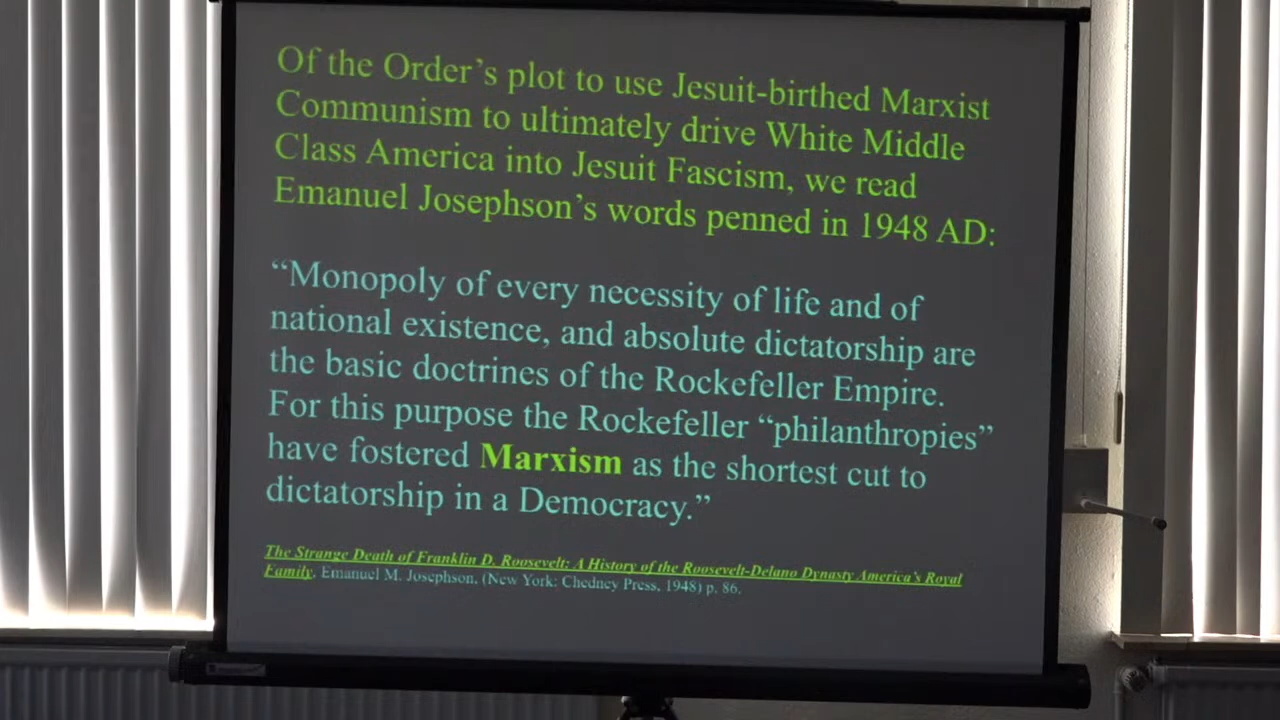 Of the Order's plot to use Jesuit-birthed Marxist
Communism to ultimately drive White Middle
Class America into Jesuit Fascism, we read
Emanuel Josephson's words penned in 1948 AD:
“Monopoly of every necessity of life and of
national existence, and absolute dictatorship are
the basic doctrines of the Rockefeller Empire.
For this purpose the Rockefeller “philanthropies”
have fostered Marxism as the shortest cut to
dictatorship in a Democracy.”
The Strange Death of Franklin D. Roosevelt: A History of the Roosevelt-Delano Dynasty America's Royal
Family, Emanuel M. Josephson, (New York: Chedney Press, 1948) p. 86.